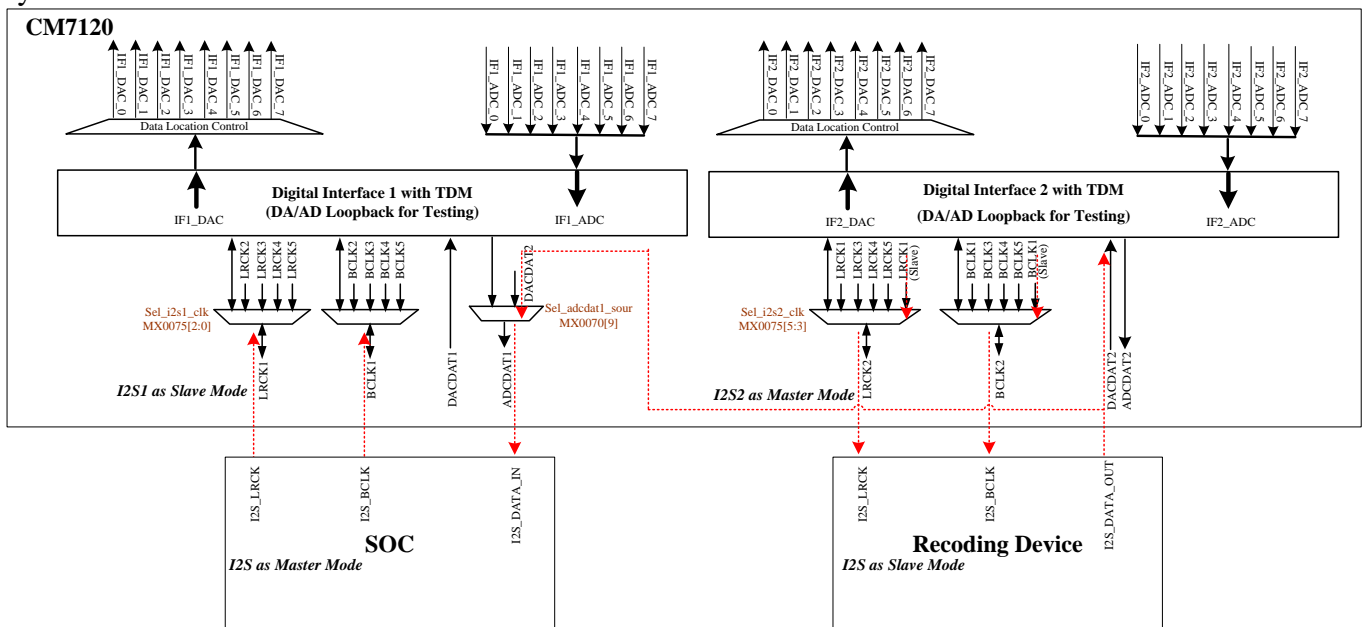 y
CM7120
IF1_DAC_0
IF1_DAC_1
IF1_DAC_2
IF1_DAC_3
IF1_DAC_4
IF1_DAC_5
IF1_DAC_6
IF1_DAC_7
IF1_ADC_0
IF1_ADC_1
IF1_ADC_2
IF1_ADC_3
IF1_ADC_4
IF1_ADC_5
IF1_ADC_6
IF1_ADC_7
IF2_DAC_0
IF2_DAC_1
IF2_DAC_2
IF2_DAC_3
IF2_DAC_4
IF2_DAC_5
IF2_DAC_6
IF2_DAC_7
IF2_ADC_0
IF2_ADC_1
IF2_ADC_2
IF2_ADC_3
IF2_ADC_4
IF2_ADC_5
IF2_ADC_6
IF2_ADC_7
Data Location Control
Data Location Control
Digital Interface 1 with TDM
(DA/AD Loopback for Testing)
IF1_DAC
IF1_ADC
Digital Interface 2 with TDM
(DA/AD Loopback for Testing)
IF2_DAC
IF2_ADC
LRCK2
LRCK3
LRCK4
LRCK5
BCLK2
BCLK3
BCLK4
BCLK5
DACDAT2
LRCK1
LRCK3
LRCK4
LRCK5
LRCK1
(Slave)
BCLK1
BCLK3
BCLK4
BCLK5
BCLK1
(Slave)
Sel_i2s1_clk
MX0075[2:0]
Sel_adcdat1_sour
MX0070[9]
Sel_i2s2_clk
MX0075[5:3]
I2S1 as Slave Mode
LRCK1
BCLK1
DACDAT1
ADCDAT1
I2S2 as Master Mode
LRCK2
BCLK2
DACDAT2
ADCDAT2
I2S_LRCK
I2S_BCLK
I2S_DATA_IN
SOC
I2S as Master Mode
I2S_LRCK
I2S_BCLK
I2S_DATA_OUT
Recoding Device
I2S as Slave Mode